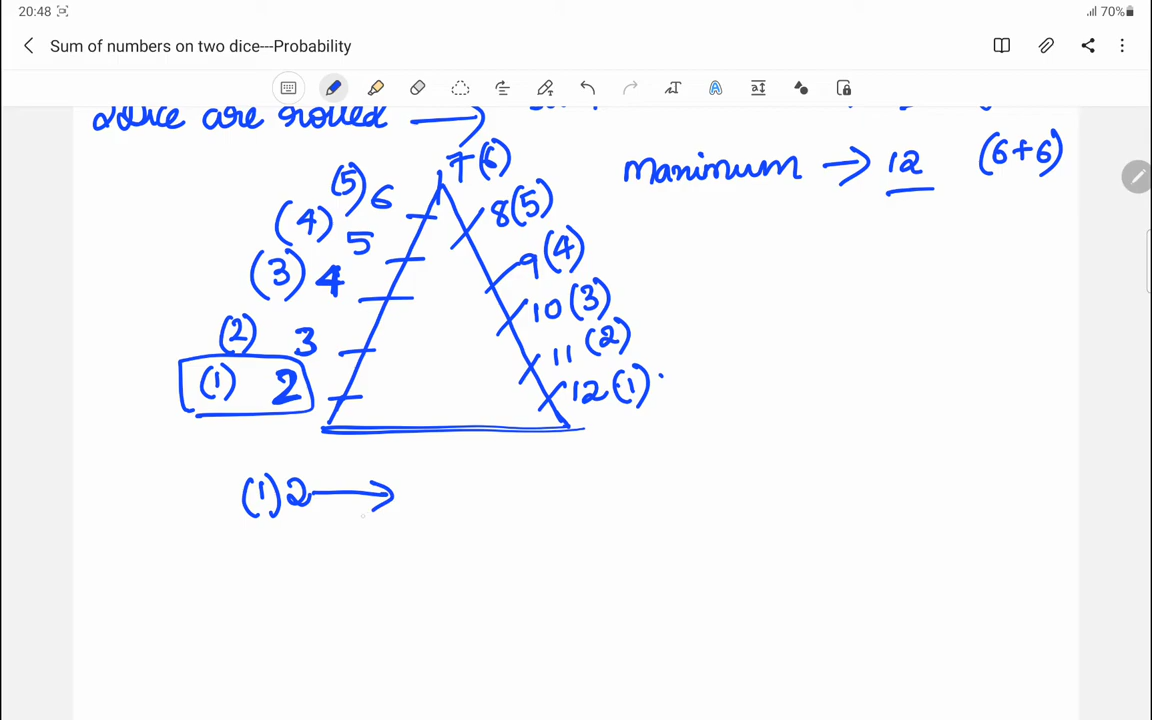 20:48 70%
Sum of numbers on two dice---Probability
2 dice are rolled →
7 (6) maximum → 12 (6+6)
(5) 6 8 (5)
(4) 5 9 (4)
(3) 4 10 (3)
(2) 3 11 (2)
(1) 2 12 (1)
(1) 2 →